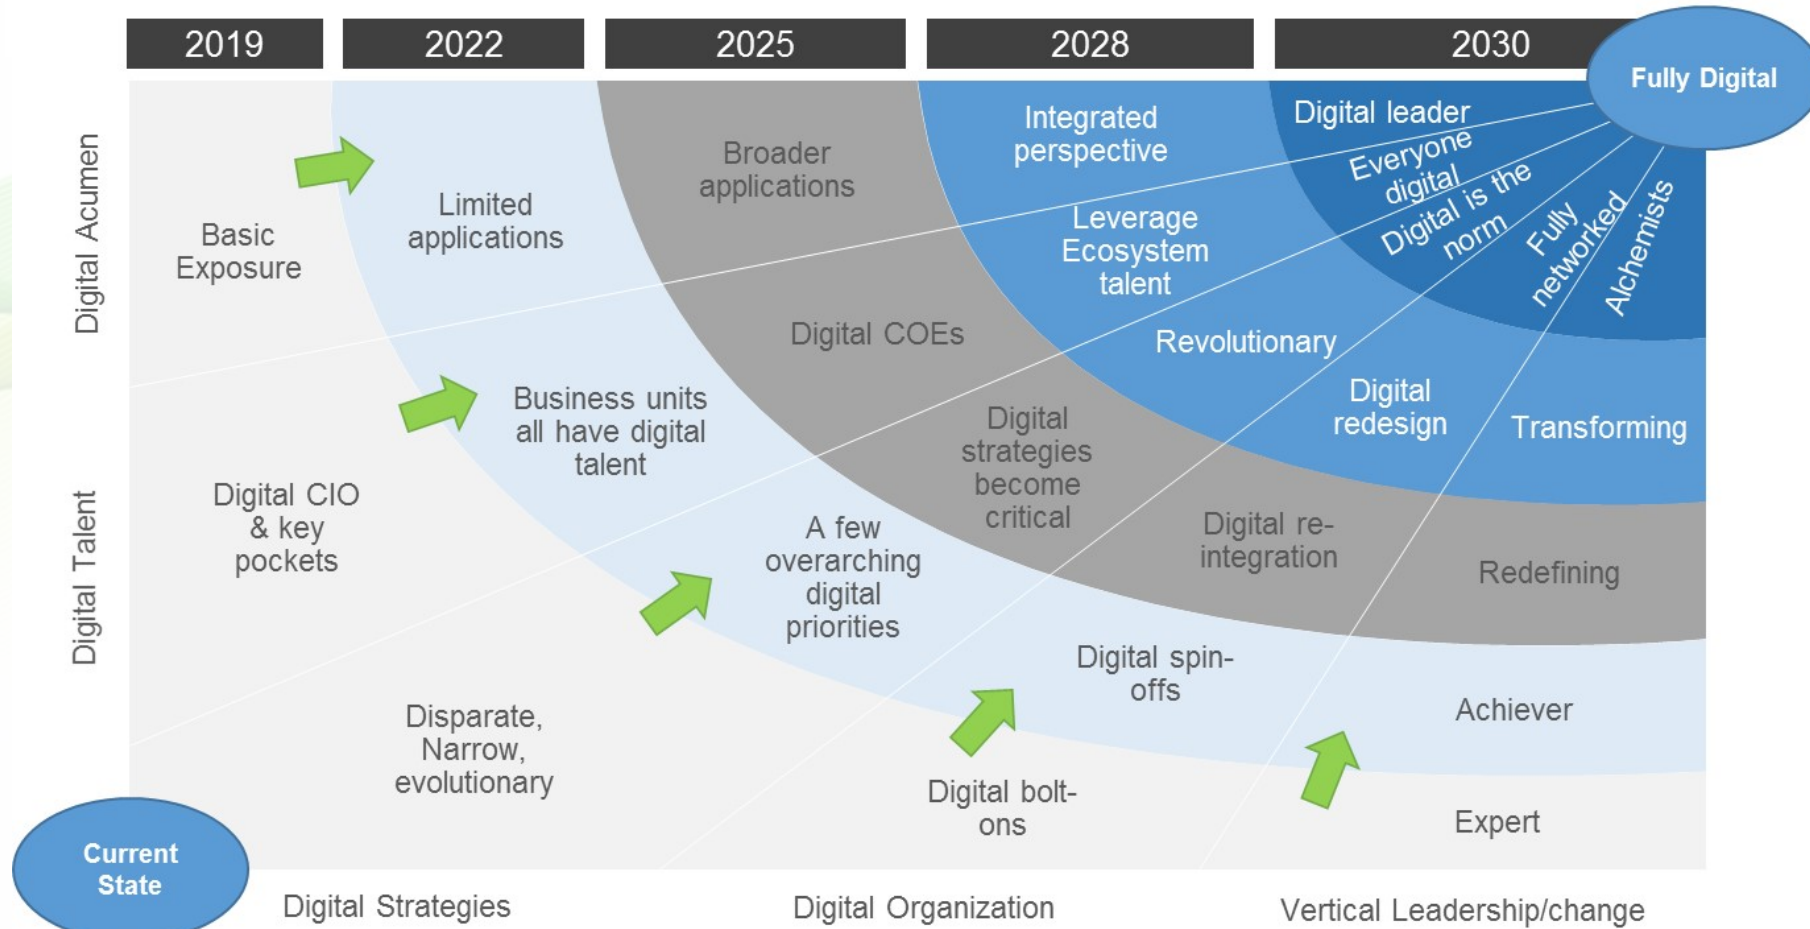 2019
2022
2025
2028
2030
Fully Digital
Digital Acumen
Basic
Exposure
Limited
applications
Broader
applications
Integrated
perspective
Digital leader
Digital Talent
Digital CIO
& key
pockets
Business units
all have digital
talent
Digital COEs
Leverage
Ecosystem
talent
Everyone
digital
Disparate,
Narrow,
evolutionary
A few
overarching
digital
priorities
Digital
strategies
become
critical
Revolutionary
Digital is the
norm
Digital bolt-
ons
Digital spin-
offs
Digital re-
integration
Digital
redesign
Fully
networked
Expert
Achiever
Redefining
Transforming
Alchemists
Current
State
Digital Strategies
Digital Organization
Vertical Leadership/change